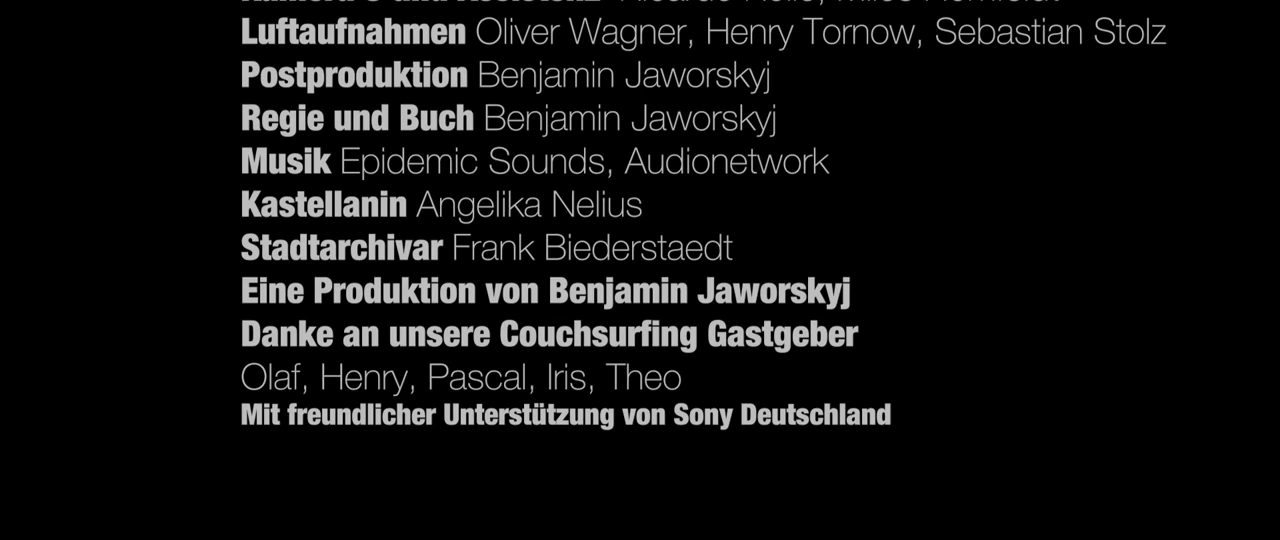 Luftaufnahmen Oliver Wagner, Henry Tornow, Sebastian Stolz
Postproduktion Benjamin Jaworskyj
Regie und Buch Benjamin Jaworskyj
Musik Epidemic Sounds, Audionetwork
Kastellanin Angelika Nelius
Stadtarchivar Frank Biederstaedt
Eine Produktion von Benjamin Jaworskyj
Danke an unsere Couchsurfing Gastgeber
Olaf, Henry, Pascal, Iris, Theo
Mit freundlicher Unterstützung von Sony Deutschland